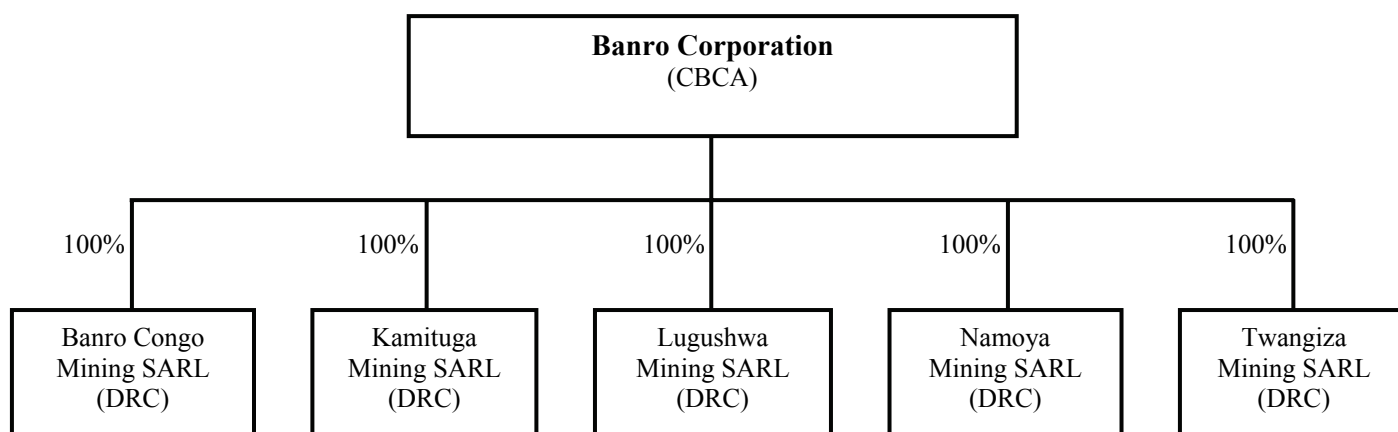 Banro Corporation
(CBCA)
100%
100%
100%
100%
100%
Banro Congo
Mining SARL
(DRC)
Kamituga
Mining SARL
(DRC)
Lugushwa
Mining SARL
(DRC)
Namoya
Mining SARL
(DRC)
Twangiza
Mining SARL
(DRC)